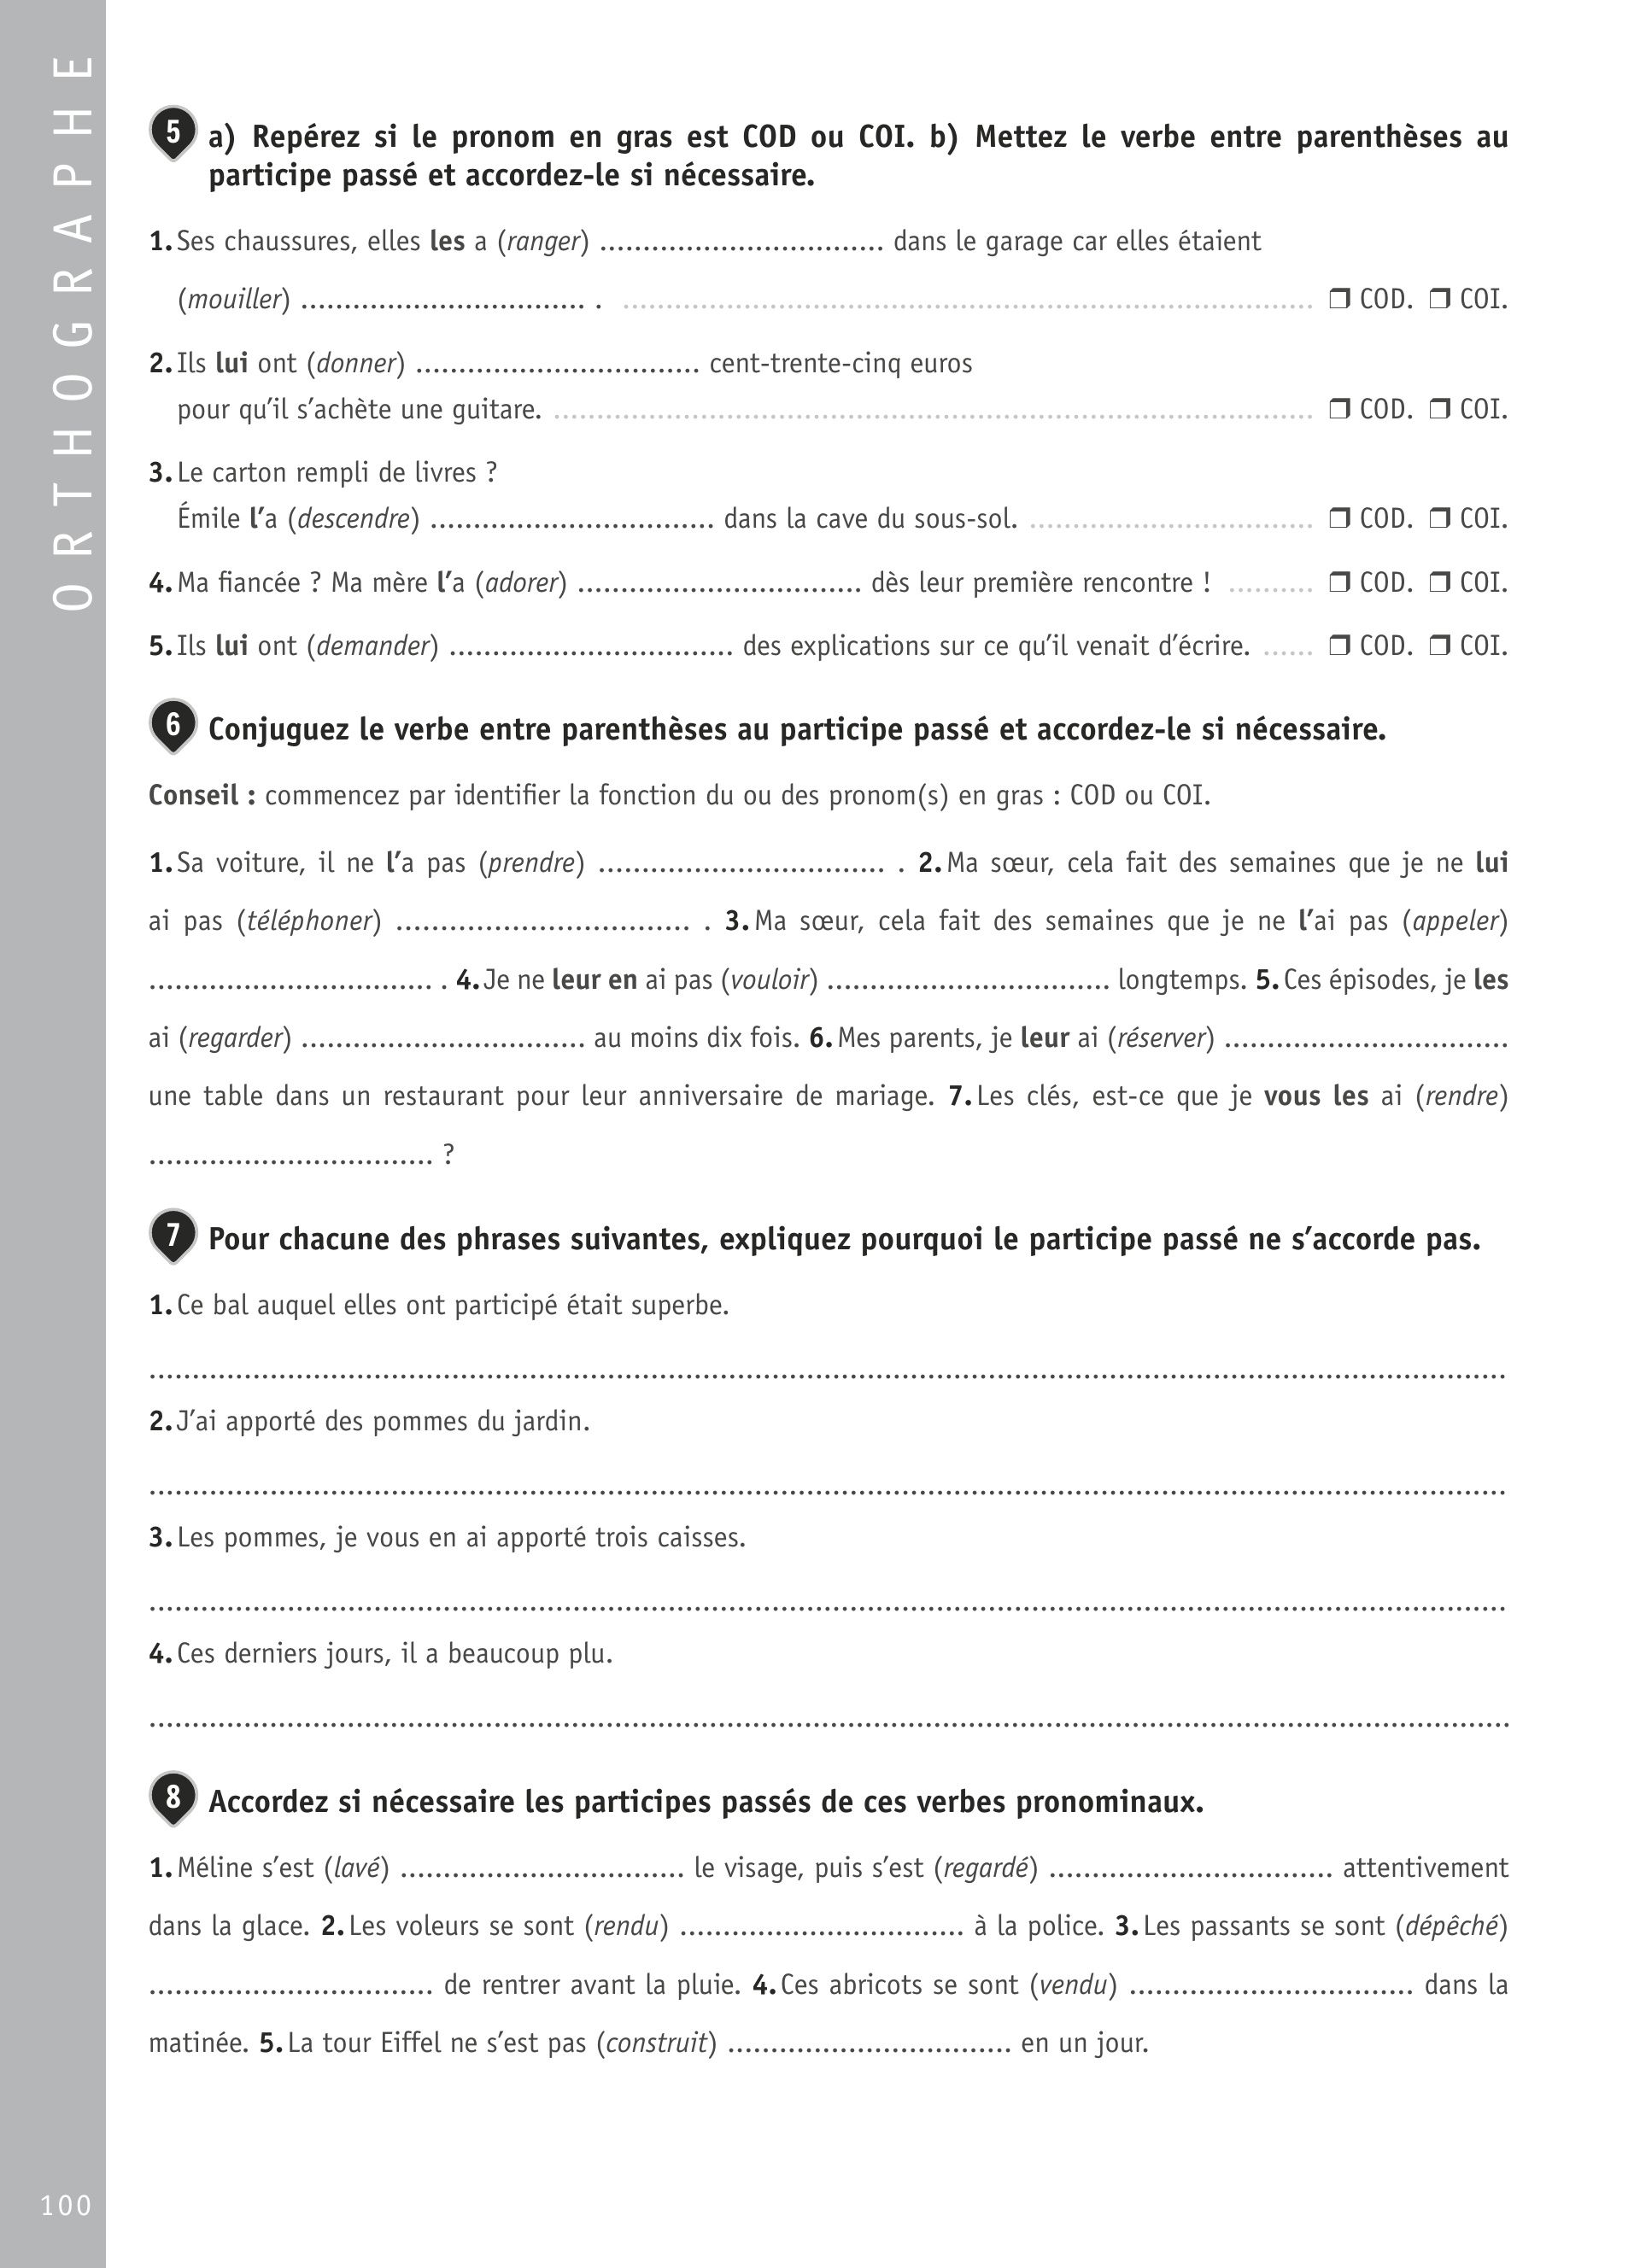 ORTHOGRAPHE
5 a) Repérez si le pronom en gras est COD ou COI. b) Mettez le verbe entre parenthèses au
participe passé et accordez-le si nécessaire.
1. Ses chaussures, elles les a (ranger) ................................. dans le garage car elles étaient
(mouiller) ................................. . ................................................................................ ❒ COD. ❒ COI.
2. Ils lui ont (donner) ................................. cent-trente-cinq euros
pour qu’il s’achète une guitare. ........................................................................................ ❒ COD. ❒ COI.
3. Le carton rempli de livres ?
Émile l’a (descendre) ................................. dans la cave du sous-sol. ................................. ❒ COD. ❒ COI.
4. Ma fiancée ? Ma mère l’a (adorer) ................................. dès leur première rencontre ! .......... ❒ COD. ❒ COI.
5. Ils lui ont (demander) ................................. des explications sur ce qu’il venait d’écrire. ...... ❒ COD. ❒ COI.
6 Conjuguez le verbe entre parenthèses au participe passé et accordez-le si nécessaire.
Conseil : commencez par identifier la fonction du ou des pronom(s) en gras : COD ou COI.
1. Sa voiture, il ne l’a pas (prendre) ................................. . 2. Ma sœur, cela fait des semaines que je ne lui
ai pas (téléphoner) ................................. . 3. Ma sœur, cela fait des semaines que je ne l’ai pas (appeler)
................................. . 4. Je ne leur en ai pas (vouloir) ................................. longtemps. 5. Ces épisodes, je les
ai (regarder) ................................. au moins dix fois. 6. Mes parents, je leur ai (réserver) .................................
une table dans un restaurant pour leur anniversaire de mariage. 7. Les clés, est-ce que je vous les ai (rendre)
................................. ?
7 Pour chacune des phrases suivantes, expliquez pourquoi le participe passé ne s’accorde pas.
1. Ce bal auquel elles ont participé était superbe.
.............................................................................................................................................................
2. J’ai apporté des pommes du jardin.
.............................................................................................................................................................
3. Les pommes, je vous en ai apporté trois caisses.
.............................................................................................................................................................
4. Ces derniers jours, il a beaucoup plu.
.............................................................................................................................................................
8 Accordez si nécessaire les participes passés de ces verbes pronominaux.
1. Méline s’est (lavé) ................................. le visage, puis s’est (regardé) ................................. attentivement
dans la glace. 2. Les voleurs se sont (rendu) ................................. à la police. 3. Les passants se sont (dépêché)
................................. de rentrer avant la pluie. 4. Ces abricots se sont (vendu) ................................. dans la
matinée. 5. La tour Eiffel ne s’est pas (construit) ................................. en un jour.
100